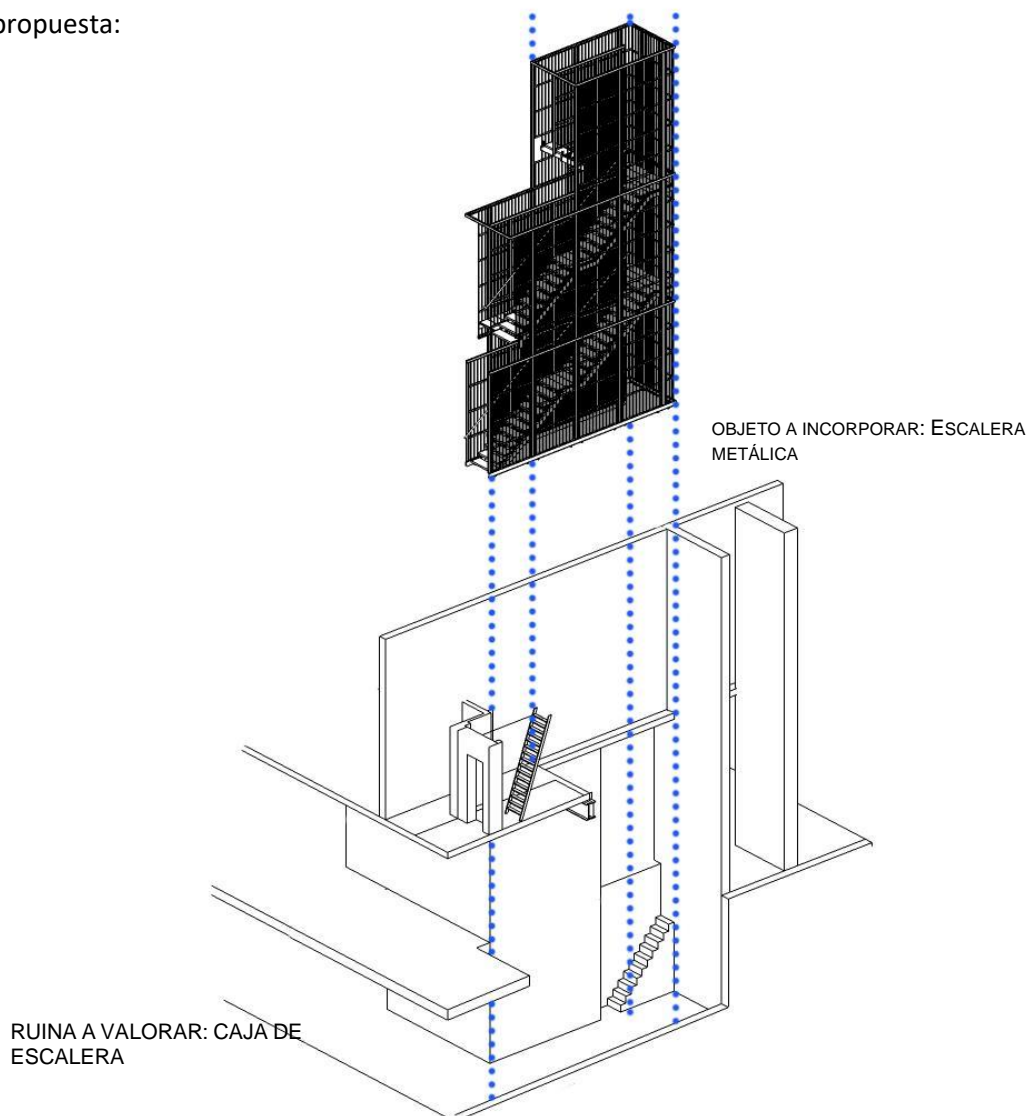 propuesta:
OBJETO A INCORPORAR: ESCALERA
METÁLICA
RUINA A VALORAR: CAJA DE
ESCALERA